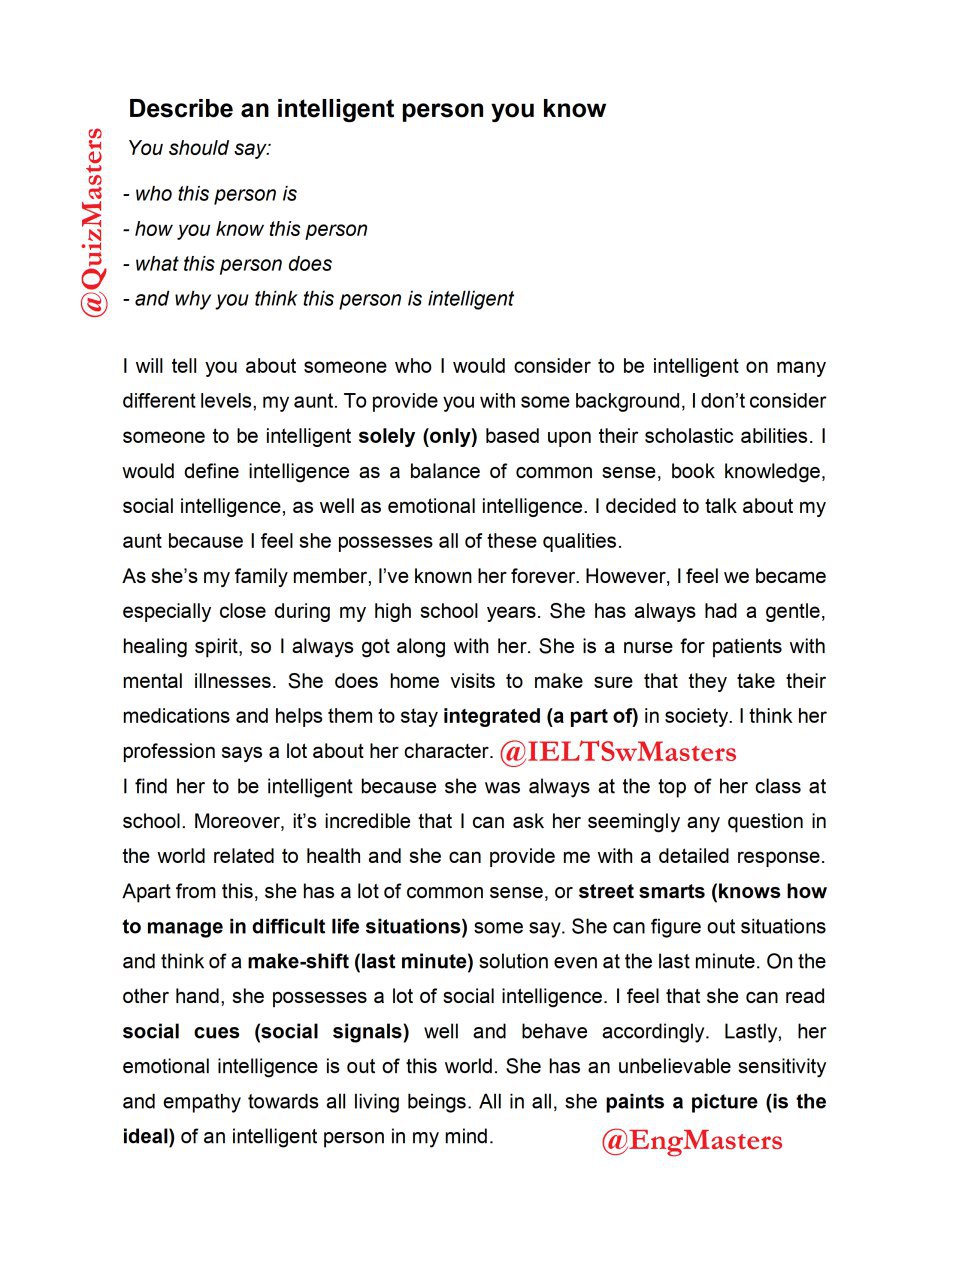 Describe an intelligent person you know
@QuizMasters
You should say:
- who this person is
- how you know this person
- what this person does
- and why you think this person is intelligent
I will tell you about someone who I would consider to be intelligent on many
different levels, my aunt. To provide you with some background, I don’t consider
someone to be intelligent solely (only) based upon their scholastic abilities. I
would define intelligence as a balance of common sense, book knowledge,
social intelligence, as well as emotional intelligence. I decided to talk about my
aunt because I feel she possesses all of these qualities.
As she’s my family member, I’ve known her forever. However, I feel we became
especially close during my high school years. She has always had a gentle,
healing spirit, so I always got along with her. She is a nurse for patients with
mental illnesses. She does home visits to make sure that they take their
medications and helps them to stay integrated (a part of) in society. I think her
profession says a lot about her character. @IELTSwMasters
I find her to be intelligent because she was always at the top of her class at
school. Moreover, it’s incredible that I can ask her seemingly any question in
the world related to health and she can provide me with a detailed response.
Apart from this, she has a lot of common sense, or street smarts (knows how
to manage in difficult life situations) some say. She can figure out situations
and think of a make-shift (last minute) solution even at the last minute. On the
other hand, she possesses a lot of social intelligence. I feel that she can read
social cues (social signals) well and behave accordingly. Lastly, her
emotional intelligence is out of this world. She has an unbelievable sensitivity
and empathy towards all living beings. All in all, she paints a picture (is the
ideal) of an intelligent person in my mind. @EngMasters